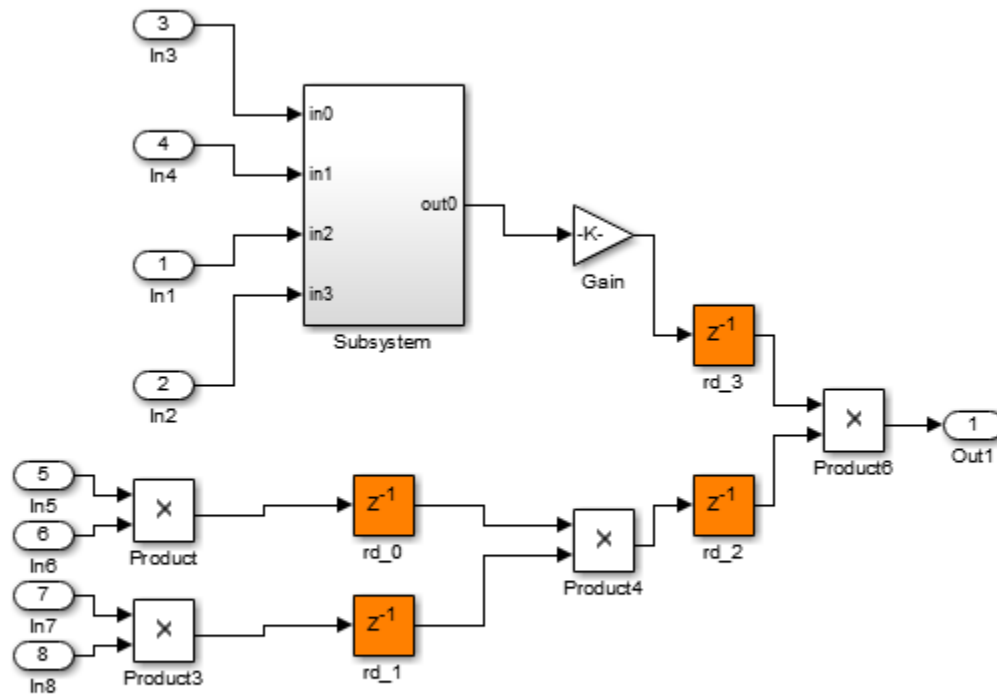 3
In3
in0
4
In4
in1
out0
-K-
Gain
1
In1
in2
in3
Subsystem
2
In2
Z-1
rd_3
×
Product6
1
Out1
5
In5
6
In6
×
Product
Z-1
rd_0
×
Product4
Z-1
rd_2
7
In7
8
In8
×
Product3
Z-1
rd_1